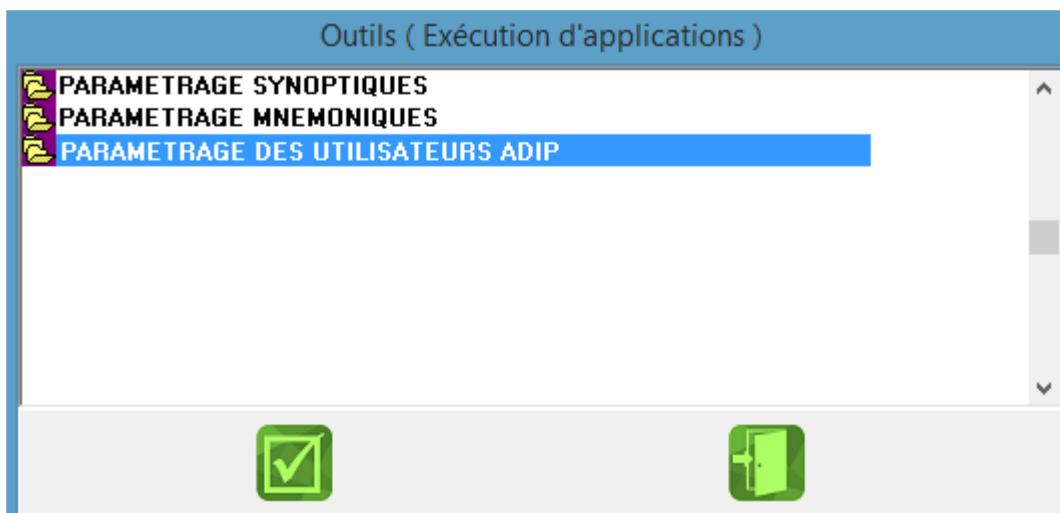 Outils ( Exécution d'applications )
PARAMETRAGE SYNOPTIQUES
PARAMETRAGE MNEMONIQUES
PARAMETRAGE DES UTILISATEURS ADIP